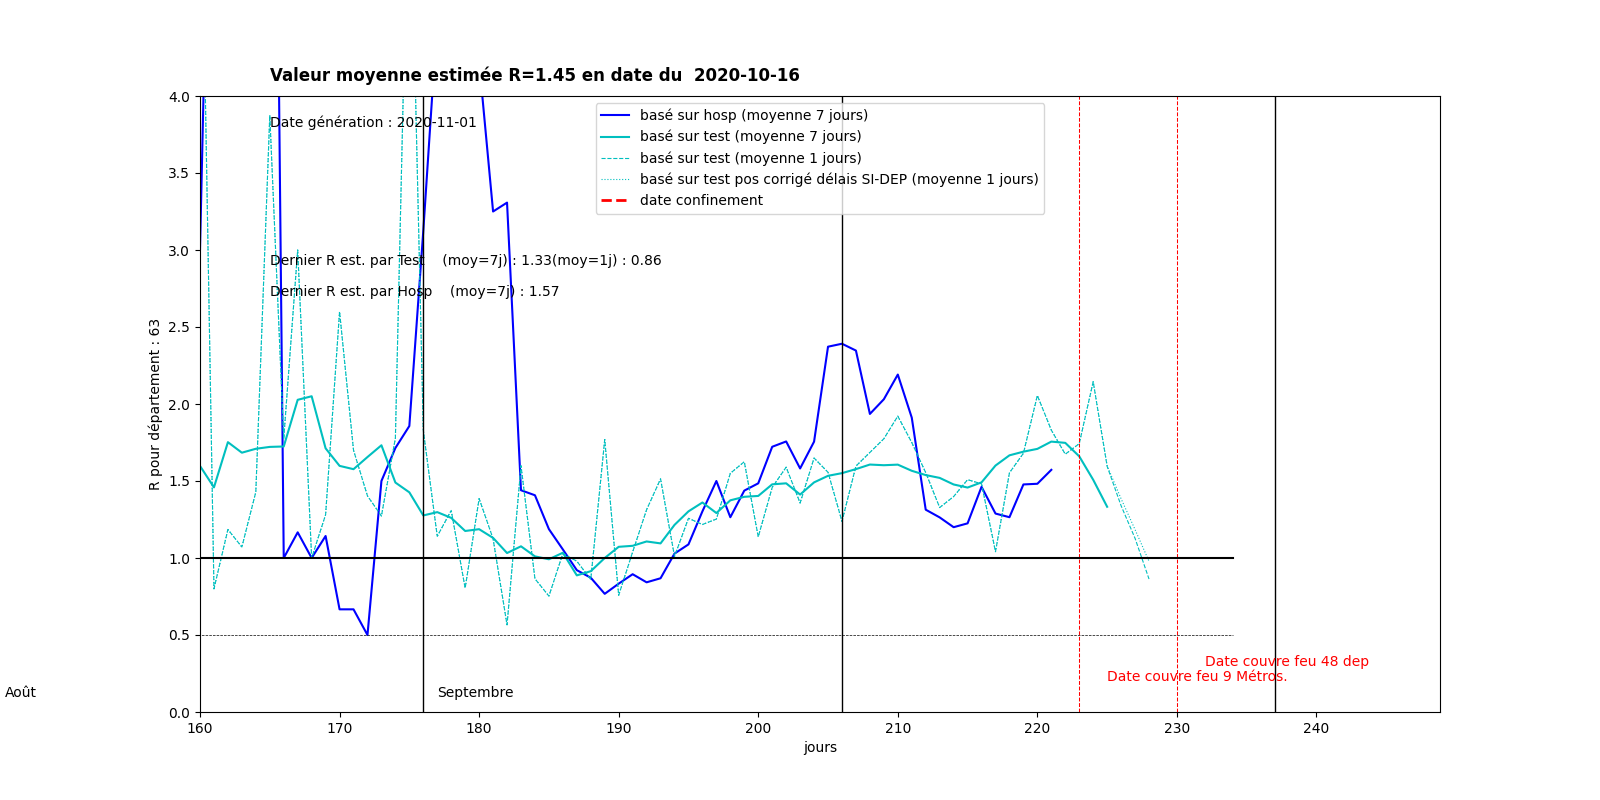 Valeur moyenne estimée R=1.45 en date du  2020-10-16
4.0
3.5
3.0
2.5
2.0
1.5
1.0
0.5
0.0
R pour département : 63
Date génération : 2020-11-01
basé sur hosp (moyenne 7 jours)
basé sur test (moyenne 7 jours)
basé sur test (moyenne 1 jours)
basé sur test pos corrigé délais SI-DEP (moyenne 1 jours)
date confinement
Dernier R est. par Test    (moy=7j) : 1.33(moy=1j) : 0.86
Dernier R est. par Hosp    (moy=7j) : 1.57
Date couvre feu 48 dep
Date couvre feu 9 Métros.
Août
Septembre
160 170 180 190 200 210 220 230 240
jours